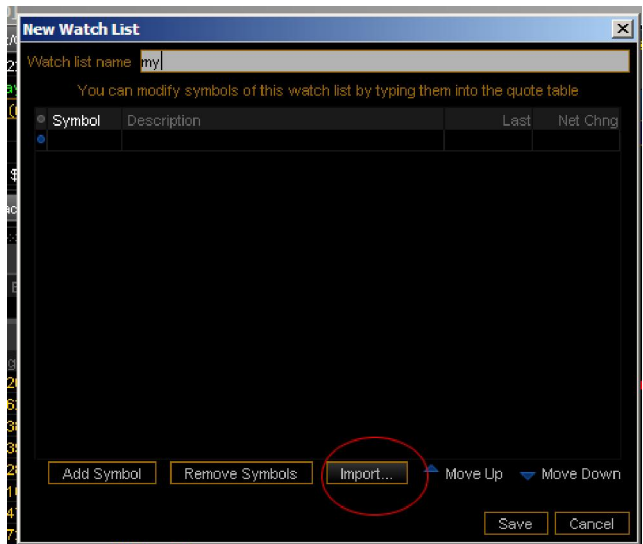 New Watch List
Watch list name my
You can modify symbols of this watch list by typing them into the quote table
Symbol Description Last Net Chng
Add Symbol Remove Symbols Import... Move Up Move Down
Save Cancel